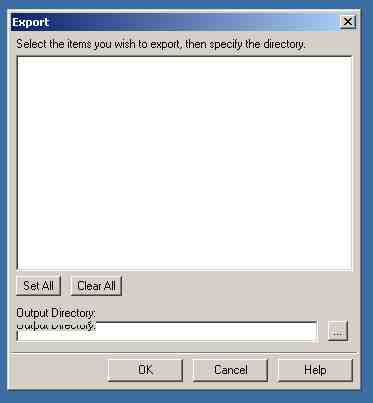 Export
Select the items you wish to export, then specify the directory.
Set All
Clear All
Output Directory:
Output Directory:
...
OK
Cancel
Help